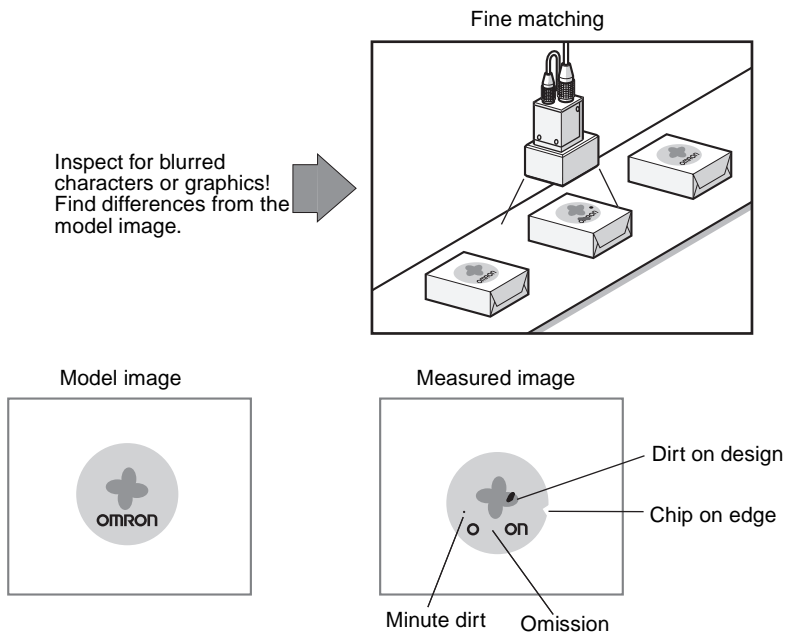 Fine matching
Inspect for blurred
characters or graphics!
Find differences from the
model image.
omron
omron
Model image
Measured image
OMRON
Dirt on design
Chip on edge
O on
Minute dirt
Omission